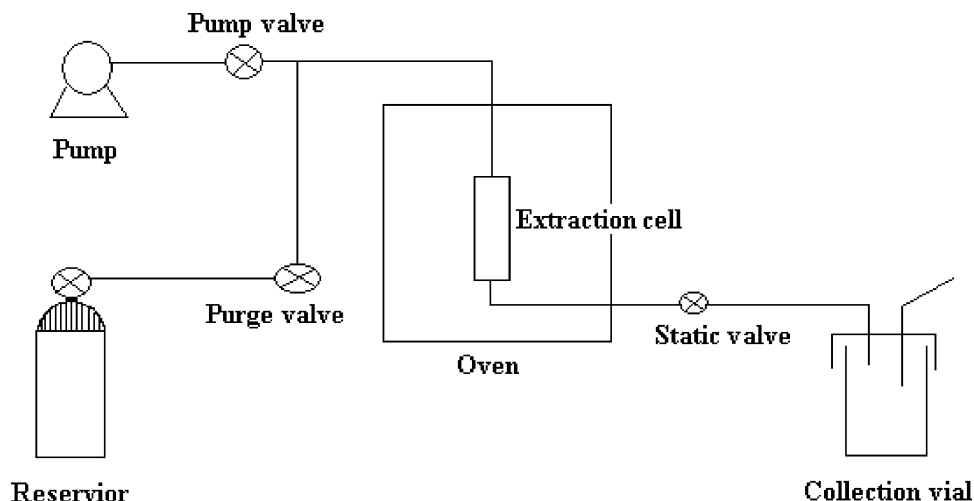 Pump valve
Pump
Extraction cell
Purge valve
Static valve
Oven
Reservior
Collection vial